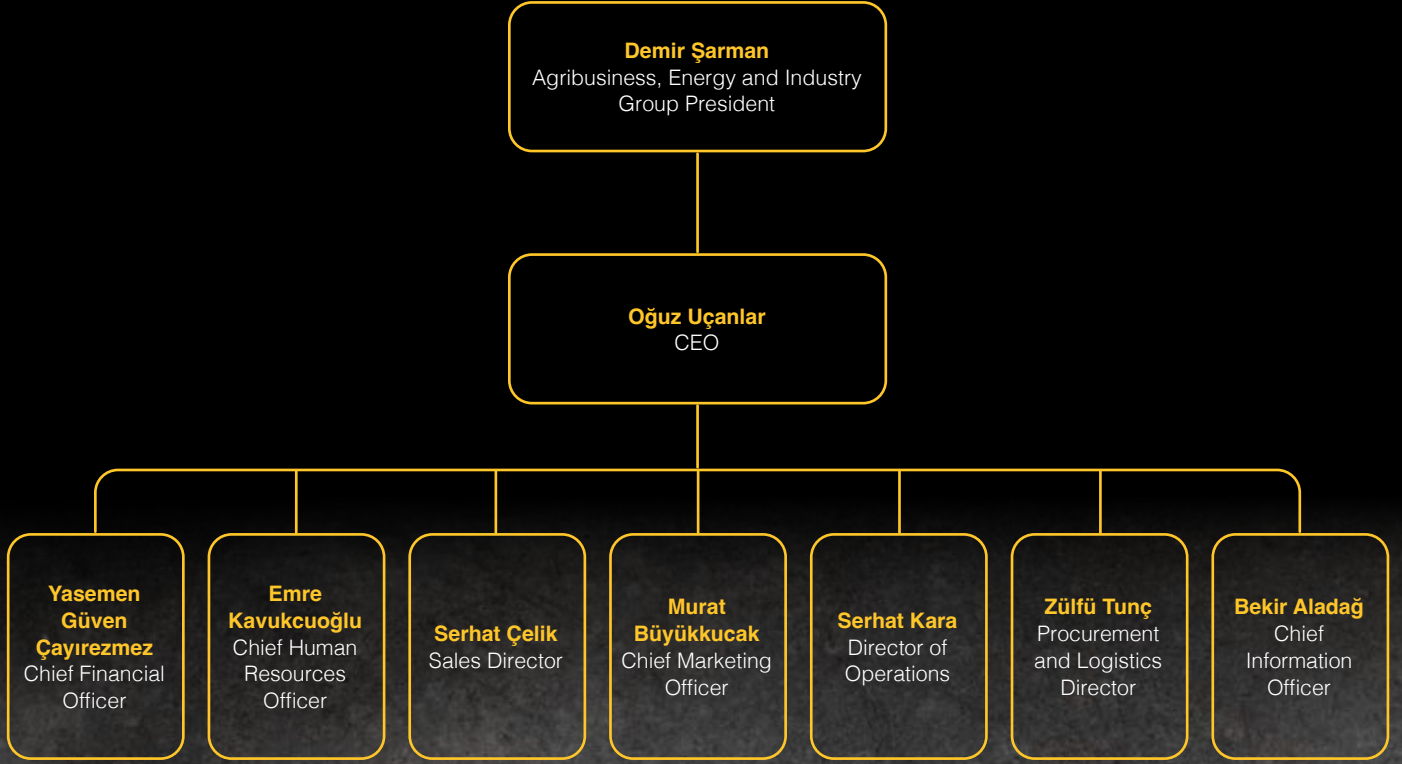 Demir Şarman
Agribusiness, Energy and Industry
Group President
Oğuz Uçanlar
CEO
Yasemen
Güven
Çayırezmez
Chief Financial
Officer
Emre
Kavukcuoğlu
Chief Human
Resources
Officer
Serhat Çelik
Sales Director
Murat
Büyükkucak
Chief Marketing
Officer
Serhat Kara
Director of
Operations
Zülfü Tunç
Procurement
and Logistics
Director
Bekir Aladağ
Chief
Information
Officer